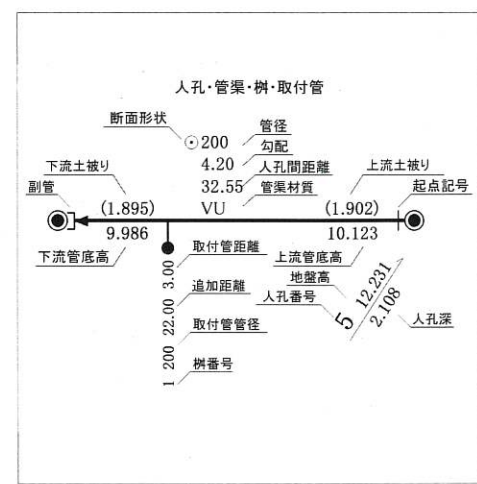 人孔・管渠・桝・取付管
断面形状
⊙200 管径
4.20 勾配
32.55 人孔間距離
VU 管渠材質
下流土被り
上流土被り
副管
起点記号
(1.895)
(1.902)
9.986
10.123
下流管底高
上流管底高
取付管距離
追加距離
取付管管径
桝番号
1 200 22.00 3.00
地盤高
人孔番号
人孔深
5
12.231
2.108